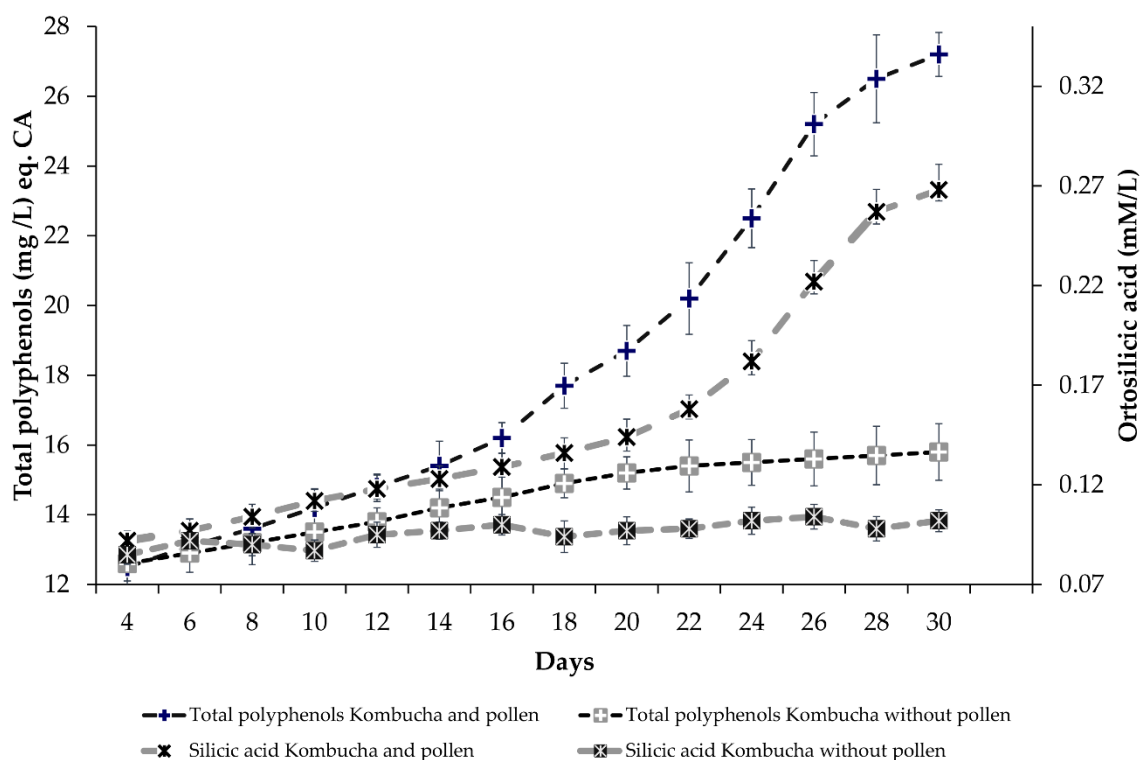 Total polyphenols (mg /L) eq. CA
28
26
24
22
20
18
16
14
12
0.32
0.27
0.22
0.17
0.12
0.07
Ortosilicic acid (mM/L)
4 6 8 10 12 14 16 18 20 22 24 26 28 30
Days
Total polyphenols Kombucha and pollen
Total polyphenols Kombucha without pollen
Silicic acid Kombucha and pollen
Silicic acid Kombucha without pollen